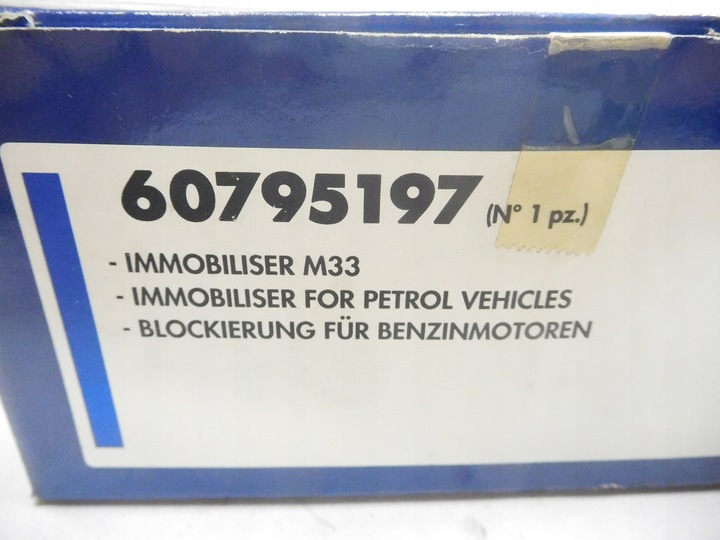 60795197 (N° 1 pz.)
- IMMOBILISER M33
- IMMOBILISER FOR PETROL VEHICLES
- BLOCKIERUNG FÜR BENZINMOTOREN